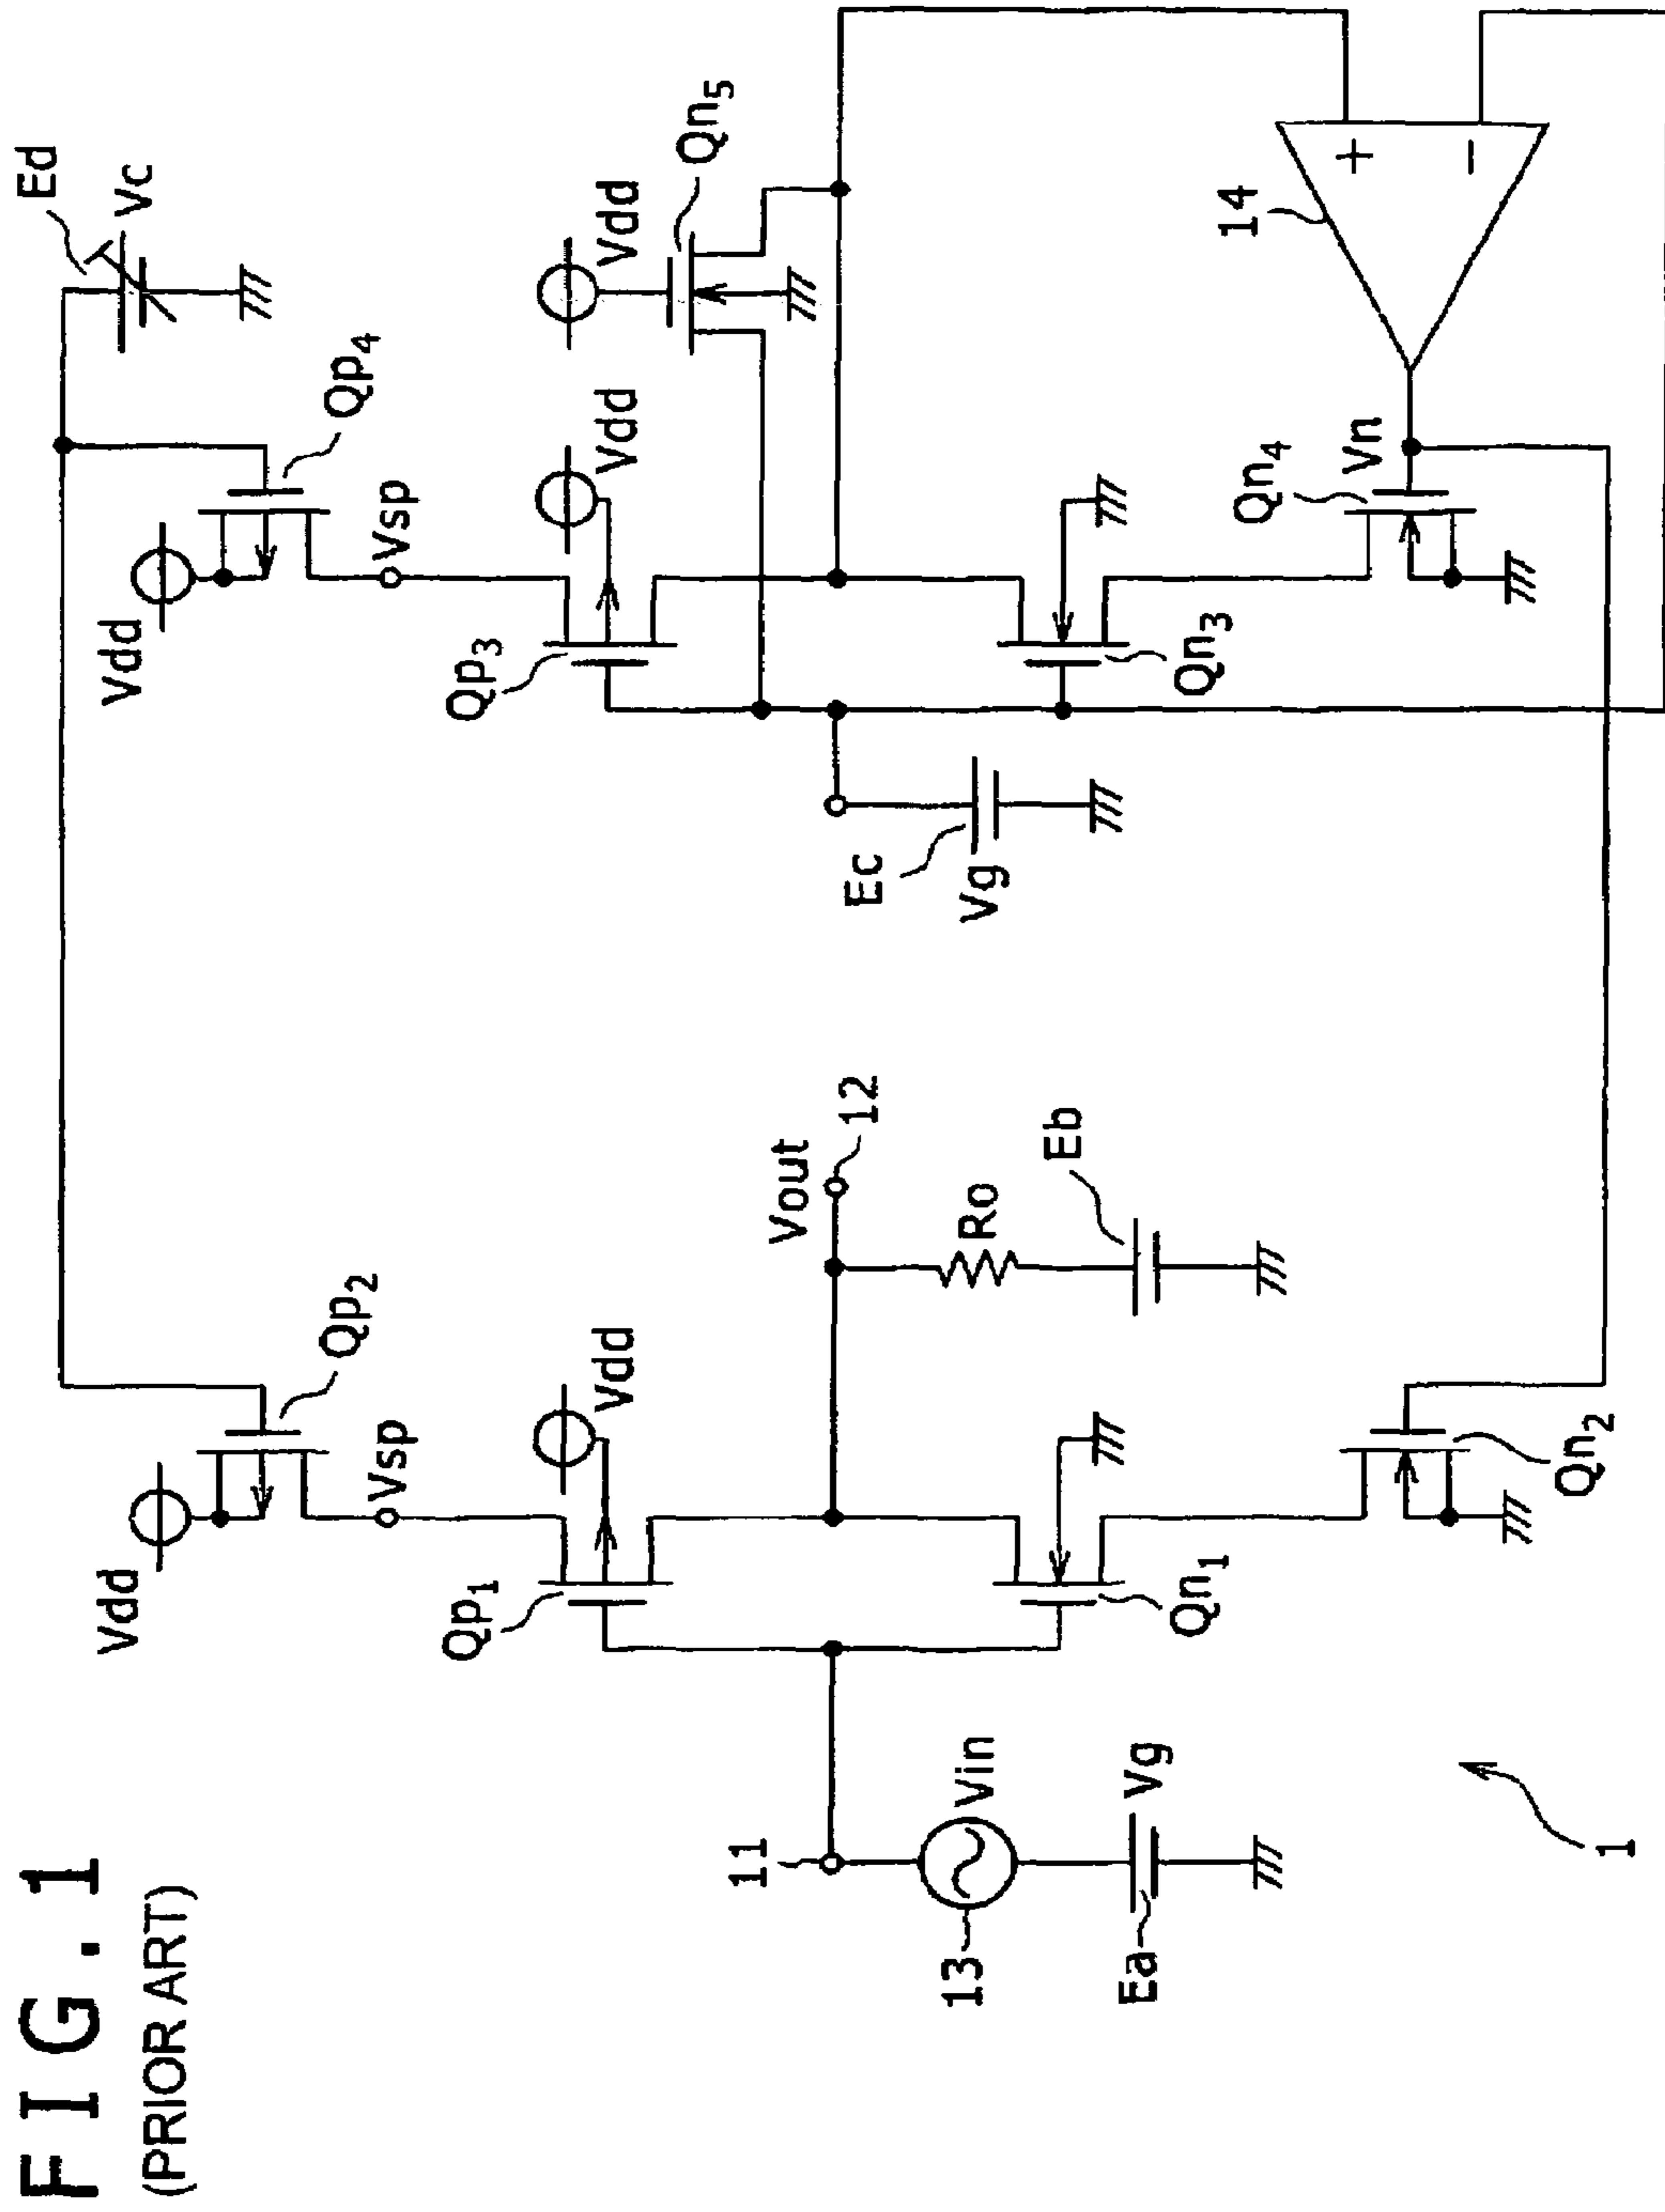 FIG. 1
(PRIOR ART)
Vdd
Qp2
Vsp
Qp1
Vdd
11
13
Vin
Ea
Vg
Vout
12
Ro
Eb
Qn1
Qn2
1
Ed
Vc
Vdd
Qp4
Vsp
Qp3
Vdd
Vdd
Qn5
Ec
Vg
Qn3
Qn4
Vn
14
+
−